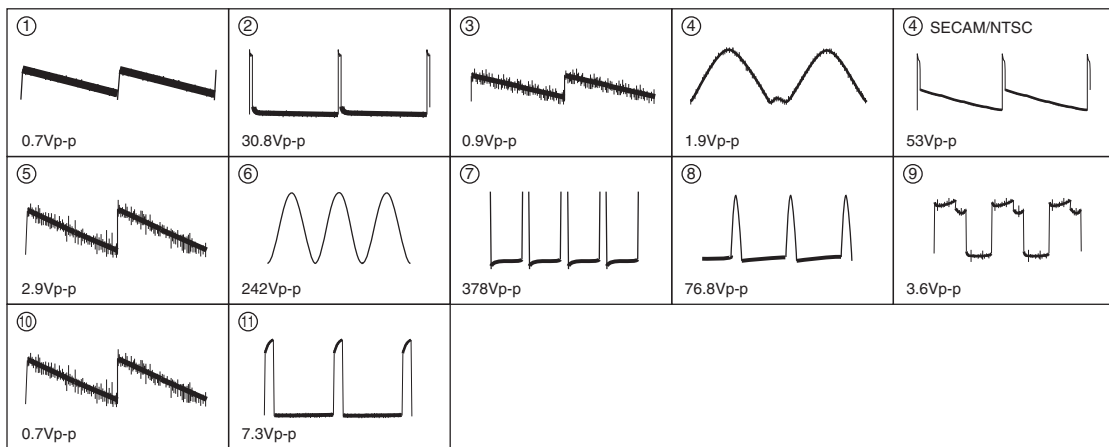 ①
0.7Vp-p
②
30.8Vp-p
③
0.9Vp-p
④
1.9Vp-p
④ SECAM/NTSC
53Vp-p
⑤
2.9Vp-p
⑥
242Vp-p
⑦
378Vp-p
⑧
76.8Vp-p
⑨
3.6Vp-p
⑩
0.7Vp-p
⑪
7.3Vp-p